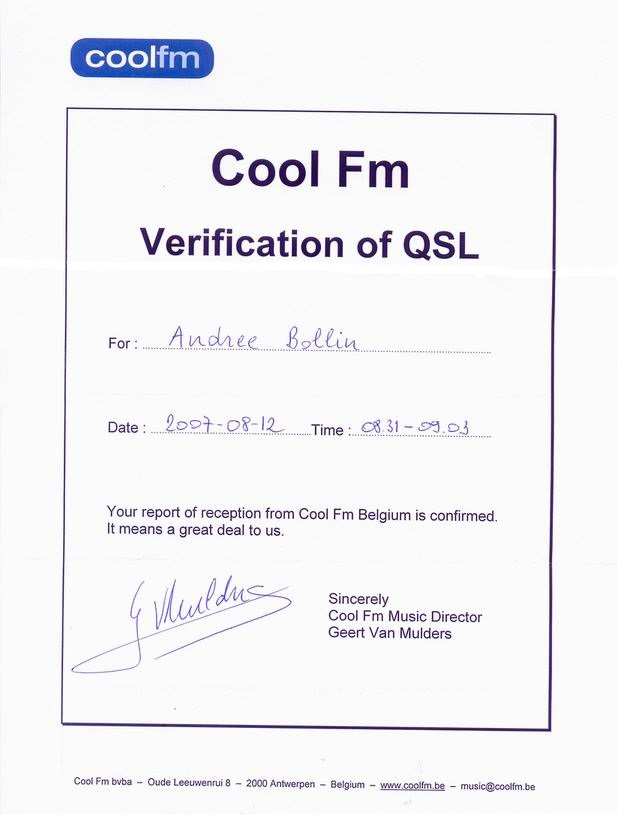 coolfm
Cool Fm
Verification of QSL
For : Andree Bollin
Date : 2007-08-12 Time : 08.31-09.03
Your report of reception from Cool Fm Belgium is confirmed.
It means a great deal to us.
G VMulders
Sincerely
Cool Fm Music Director
Geert Van Mulders
Cool Fm bvba – Oude Leeuwenrui 8 – 2000 Antwerpen – Belgium – www.coolfm.be – music@coolfm.be